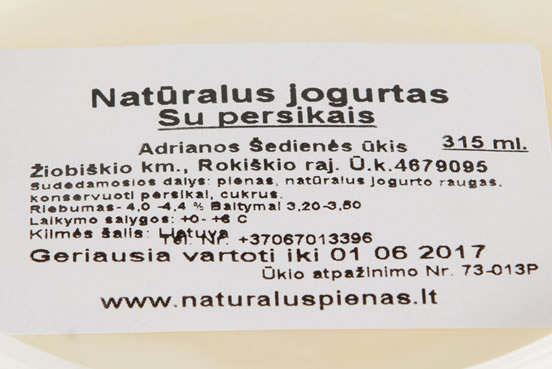 Natūralus jogurtas
Su persikais
Adrianos Šedienės ūkis 315 ml.
Žiobiškio km., Rokiškio raj. Ū.k.4679095
Sudedamosios dalys: pienas, natūralus jogurto raugas,
konservuoti persikai, cukrus.
Riebumas- 4,0 -4,4 % Baltymai 3,20-3,50
Laikymo sąlygos: +0- +6 C
Kilmės šalis: Lietuva
Tel. Nr. +37067013396
Geriausia vartoti iki 01 06 2017
Ūkio atpažinimo Nr. 73-013P
www.naturaluspienas.lt